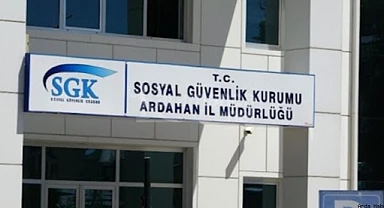 T.C.
SGK
SOSYAL GÜVENLİK KURUMU
SOSYAL GÜVENLİK KURUMU
ARDAHAN İL MÜDÜRLÜĞÜ